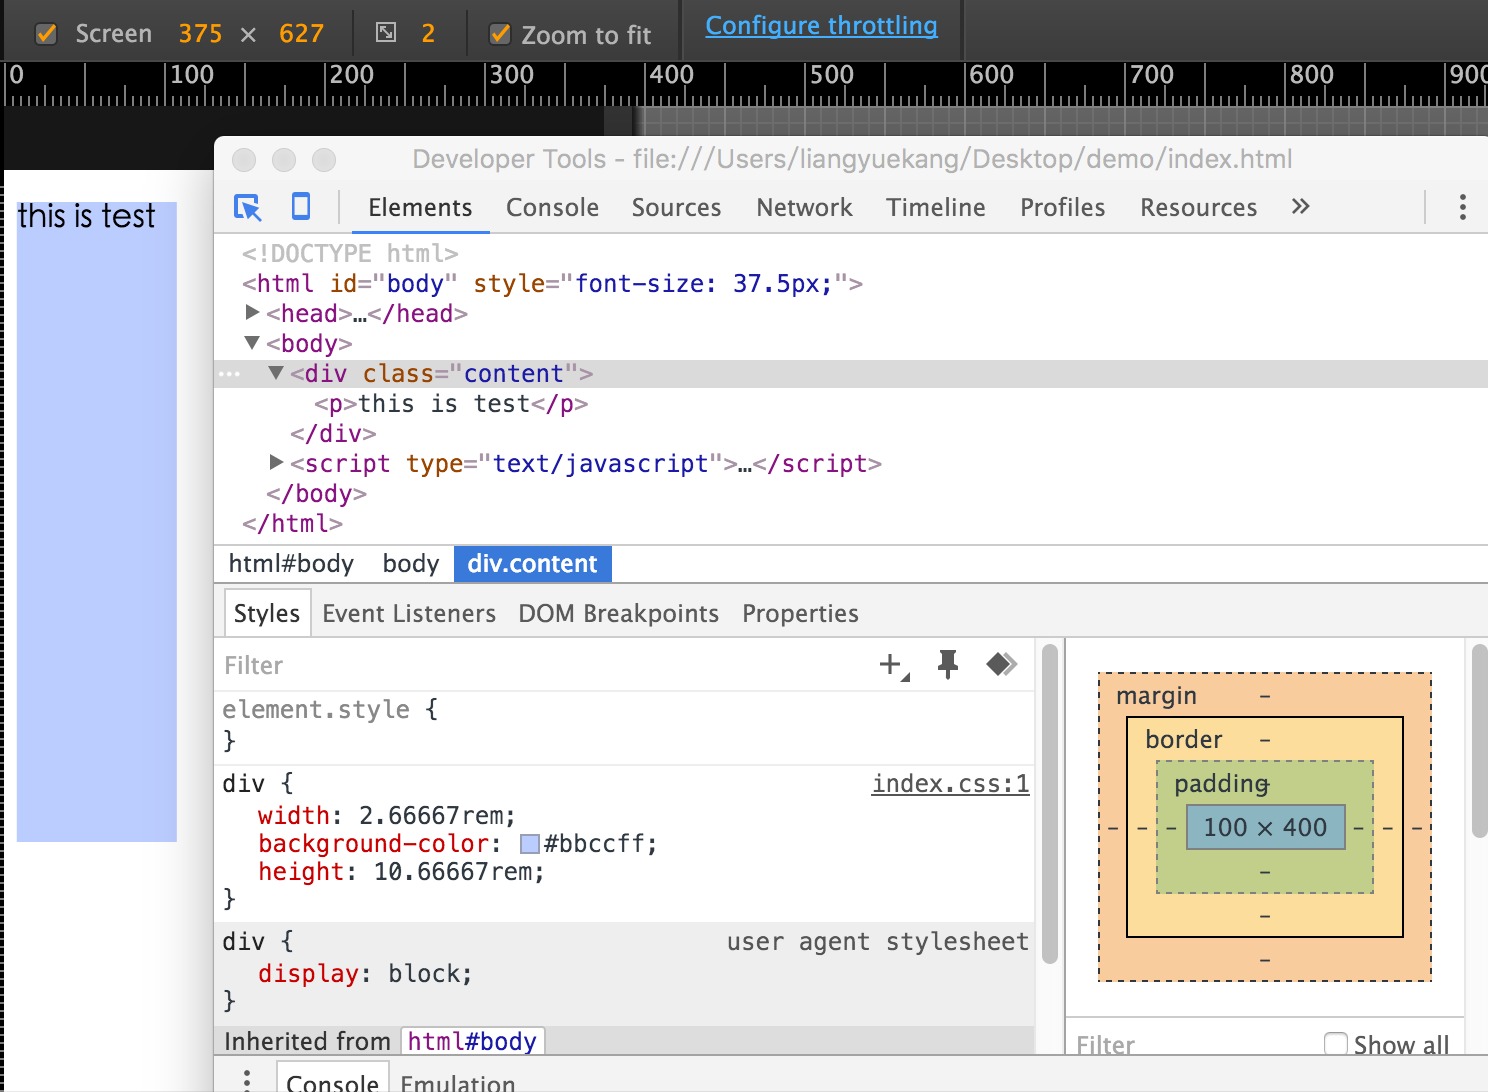 Screen 375 × 627 2 Zoom to fit Configure throttling
0 100 200 300 400 500 600 700 800 900
Developer Tools - file:///Users/liangyuekang/Desktop/demo/index.html
this is test
Elements Console Sources Network Timeline Profiles Resources »
<!DOCTYPE html>
<html id="body" style="font-size: 37.5px;">
<head>…</head>
<body>
<div class="content">
<p>this is test</p>
</div>
<script type="text/javascript">…</script>
</body>
</html>
html#body body div.content
Styles Event Listeners DOM Breakpoints Properties
Filter
element.style {
}
div { index.css:1
width: 2.66667rem;
background-color: #bbccff;
height: 10.66667rem;
}
div { user agent stylesheet
display: block;
}
Inherited from html#body
margin -
border -
padding -
- - - 100 × 400 - - -
-
-
-
Filter Show all
Console Emulation